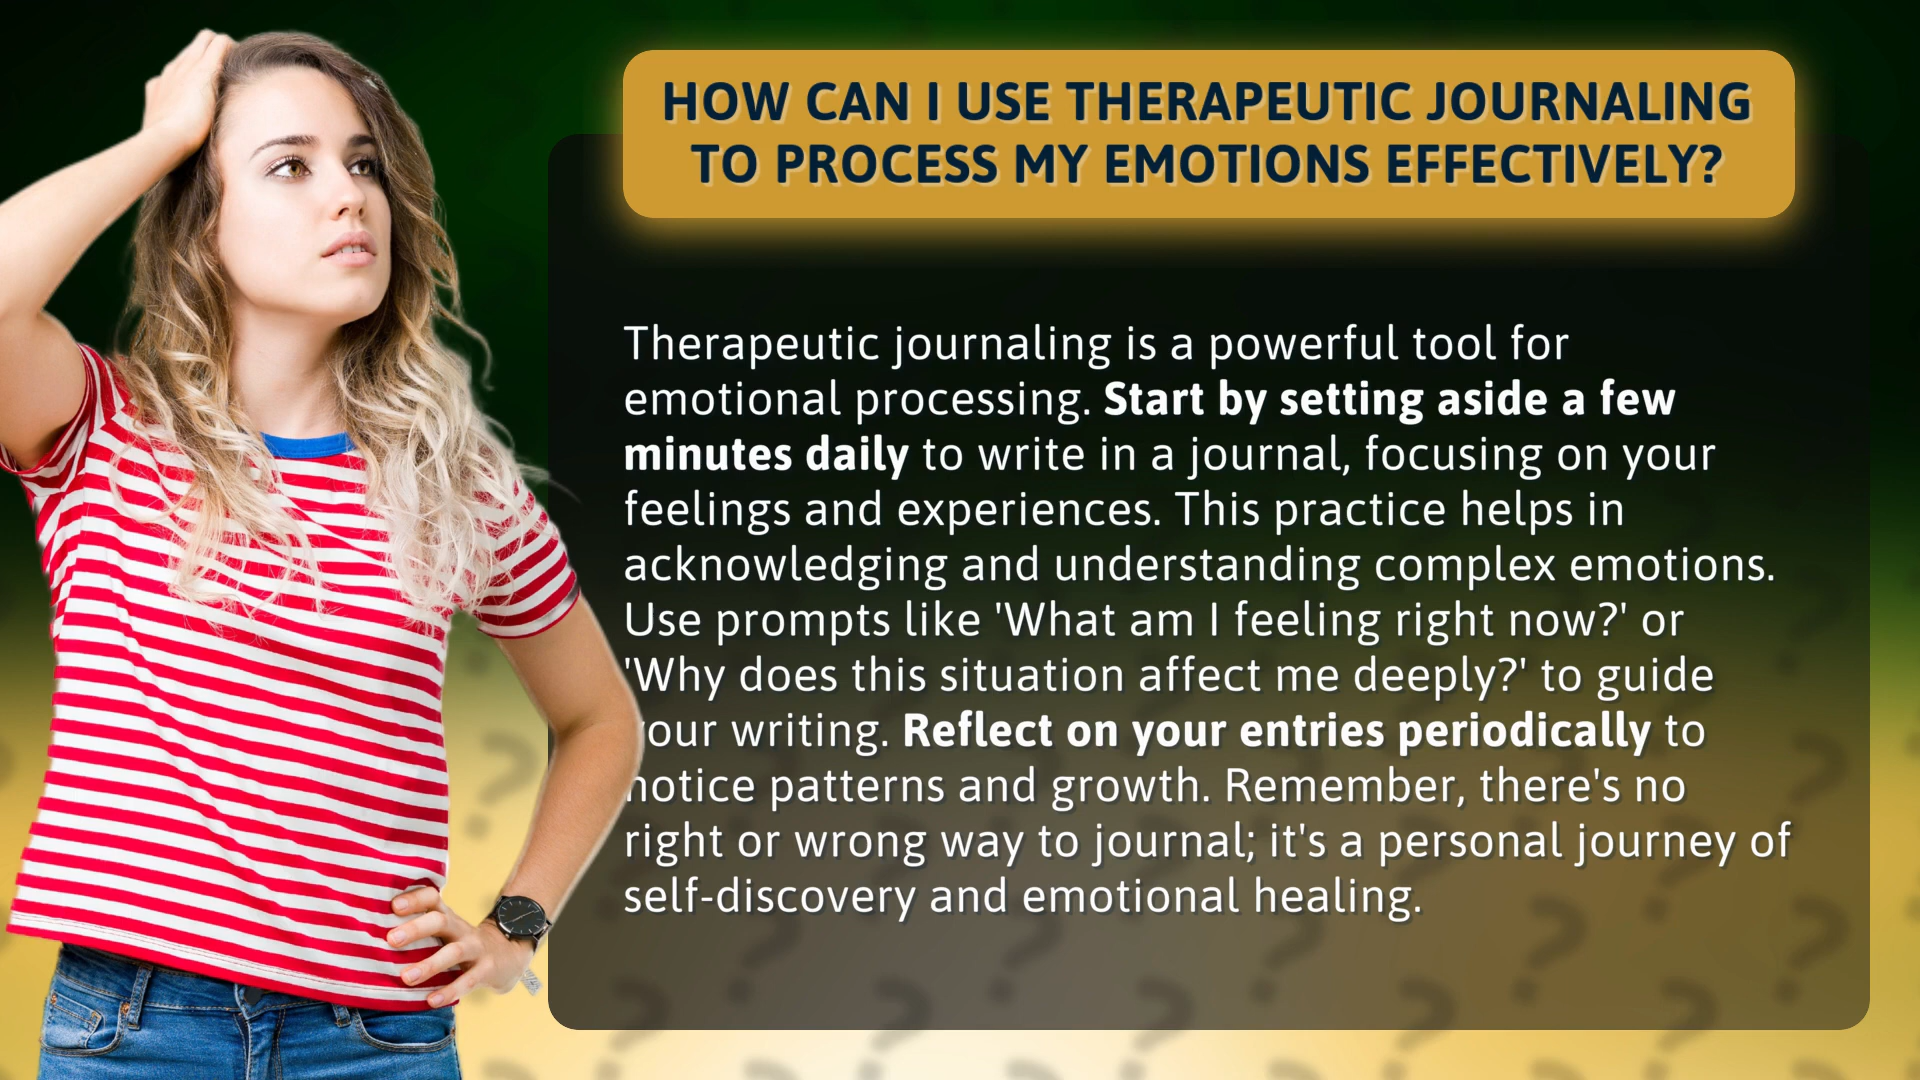 HOW CAN I USE THERAPEUTIC JOURNALING
TO PROCESS MY EMOTIONS EFFECTIVELY?
Therapeutic journaling is a powerful tool for
emotional processing. Start by setting aside a few
minutes daily to write in a journal, focusing on your
feelings and experiences. This practice helps in
acknowledging and understanding complex emotions.
Use prompts like 'What am I feeling right now?' or
'Why does this situation affect me deeply?' to guide
your writing. Reflect on your entries periodically to
notice patterns and growth. Remember, there's no
right or wrong way to journal; it's a personal journey of
self-discovery and emotional healing.